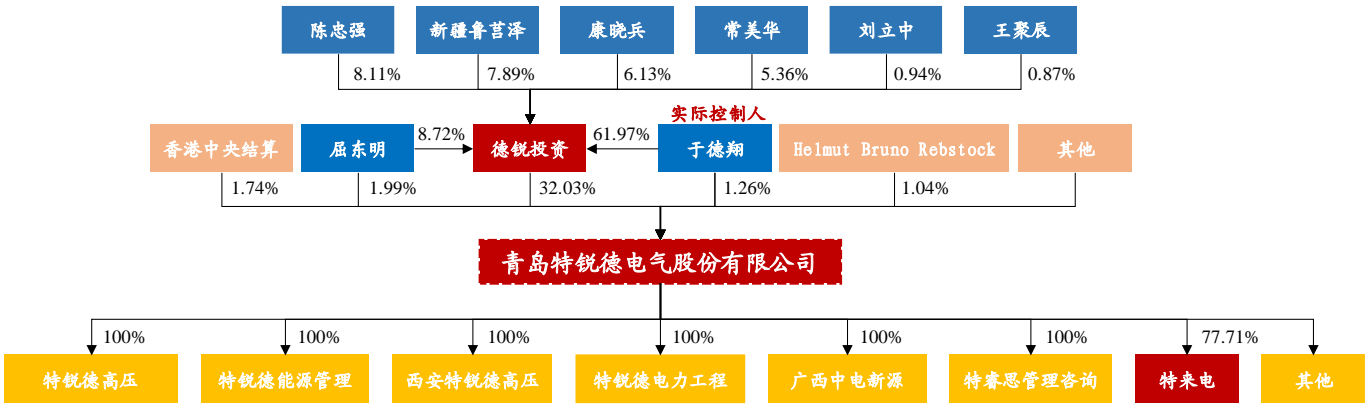 陈忠强
新疆鲁莒泽
康晓兵
常美华
刘立中
王聚辰
8.11%
7.89%
6.13%
5.36%
0.94%
0.87%
实际控制人
香港中央结算
屈东明
8.72%
德锐投资
61.97%
于德翔
Helmut Bruno Rebstock
其他
1.74%
1.99%
32.03%
1.26%
1.04%
青岛特锐德电气股份有限公司
100%
100%
100%
100%
100%
100%
77.71%
特锐德高压
特锐德能源管理
西安特锐德高压
特锐德电力工程
广西中电新源
特睿思管理咨询
特来电
其他